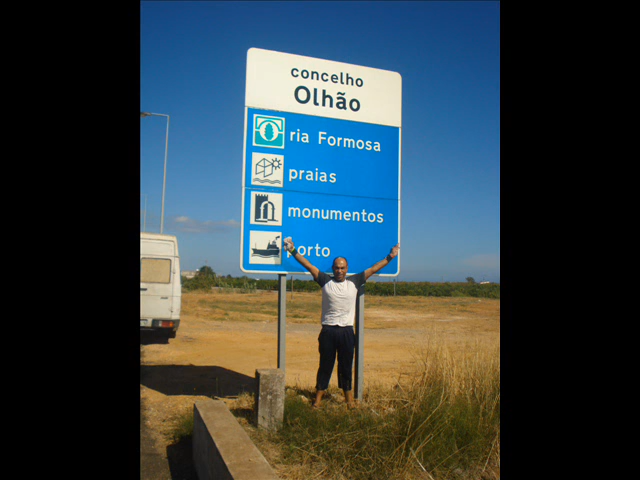 concelho
Olhão
ria Formosa
praias
monumentos
porto